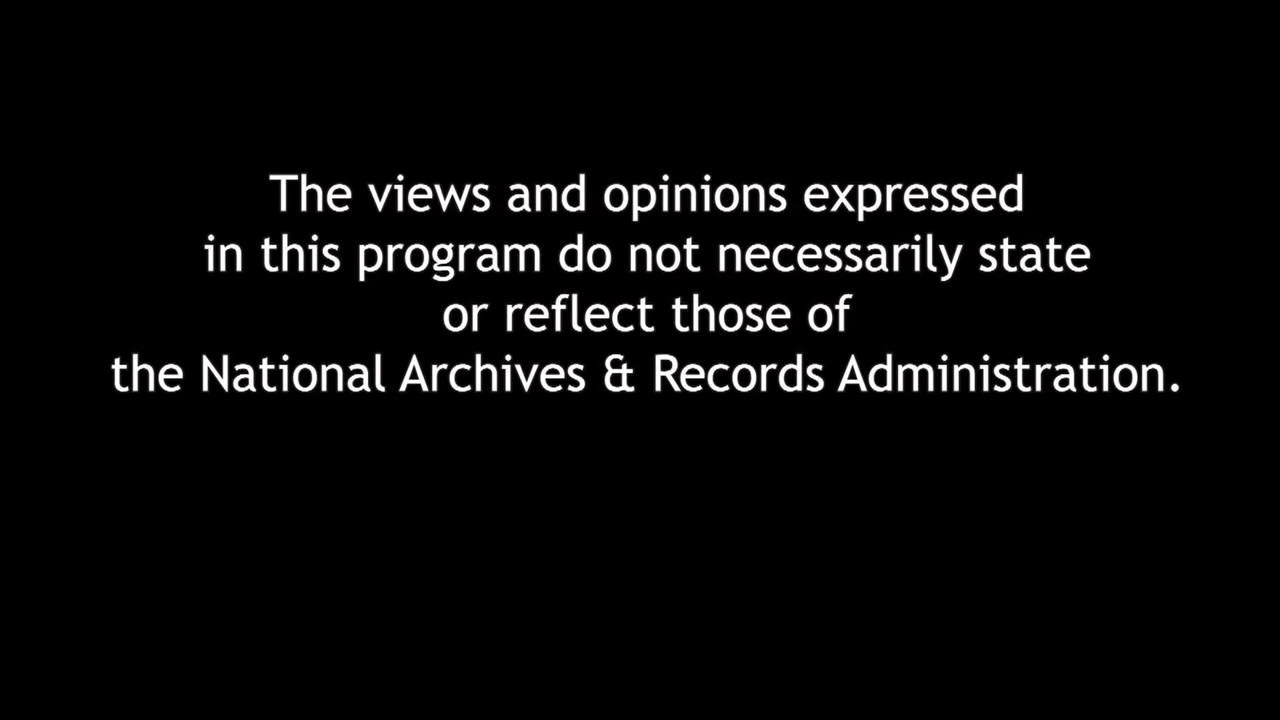 The views and opinions expressed
in this program do not necessarily state
or reflect those of
the National Archives & Records Administration.